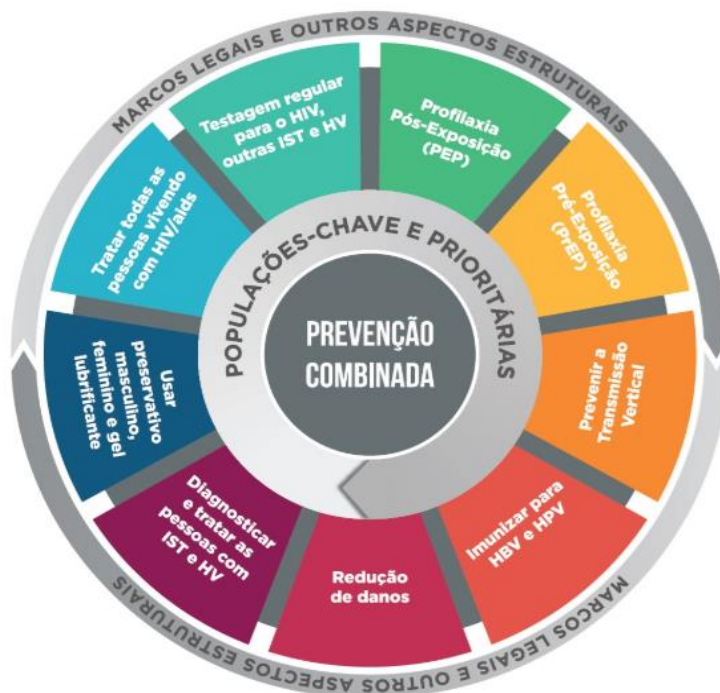 MARCOS LEGAIS E OUTROS ASPECTOS ESTRUTURAIS
Testagem regular
para o HIV,
outras IST e HV
Profilaxia
Pós-Exposição
(PEP)
Profilaxia
Pré-Exposição
(PrEP)
Prevenir a
Transmissão
Vertical
Imunizar para
HBV e HPV
Redução
de danos
Diagnosticar
e tratar as
pessoas com
IST e HV
Usar
preservativo
masculino,
feminino e gel
lubrificante
Tratar todas as
pessoas vivendo
com HIV/aids
POPULAÇÕES-CHAVE E PRIORITÁRIAS
PREVENÇÃO
COMBINADA
MARCOS LEGAIS E OUTROS ASPECTOS ESTRUTURAIS